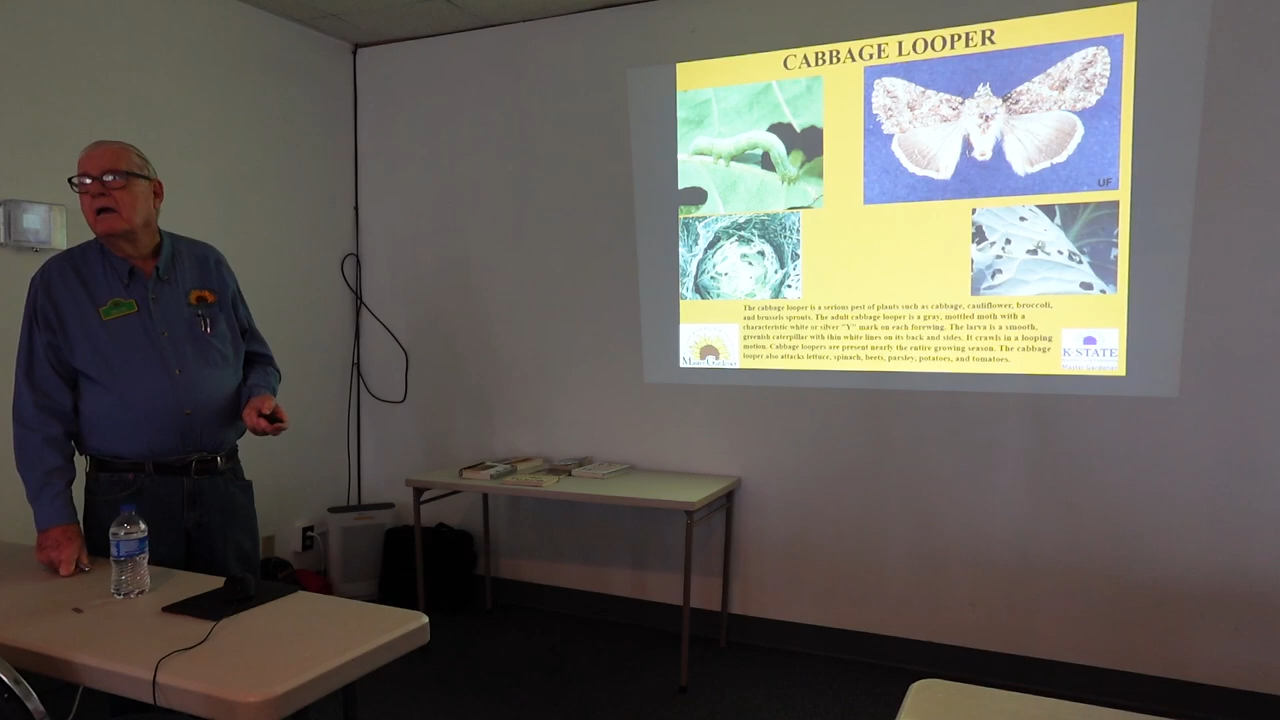 CABBAGE LOOPER
UF
The cabbage looper is a serious pest of plants such as cabbage, cauliflower, broccoli,
and brussels sprouts. The adult cabbage looper is a gray, mottled moth with a
characteristic white or silver "Y" mark on each forewing. The larva is a smooth,
greenish caterpillar with thin white lines on its back and sides. It crawls in a looping
motion. Cabbage loopers are present nearly the entire growing season. The cabbage
looper also attacks lettuce, spinach, beets, parsley, potatoes, and tomatoes.
Master Gardener
K-STATE
Master Gardener